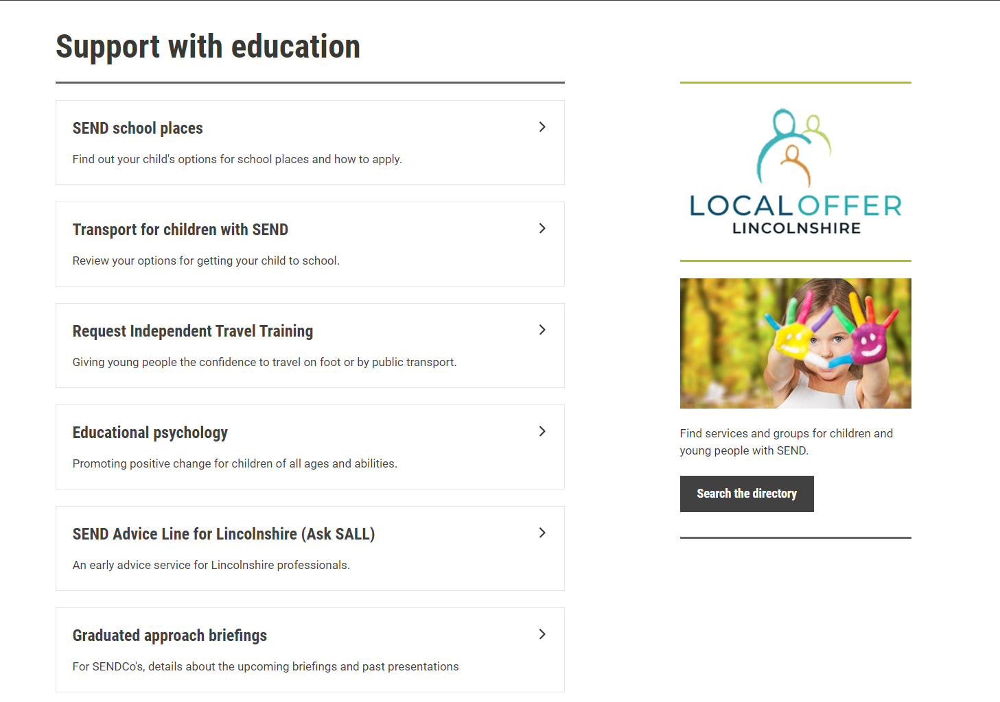 Support with education
SEND school places
Find out your child's options for school places and how to apply.
Transport for children with SEND
Review your options for getting your child to school.
Request Independent Travel Training
Giving young people the confidence to travel on foot or by public transport.
Educational psychology
Promoting positive change for children of all ages and abilities.
SEND Advice Line for Lincolnshire (Ask SALL)
An early advice service for Lincolnshire professionals.
Graduated approach briefings
For SENDCo's, details about the upcoming briefings and past presentations
LOCALOFFER
LINCOLNSHIRE
Find services and groups for children and
young people with SEND.
Search the directory